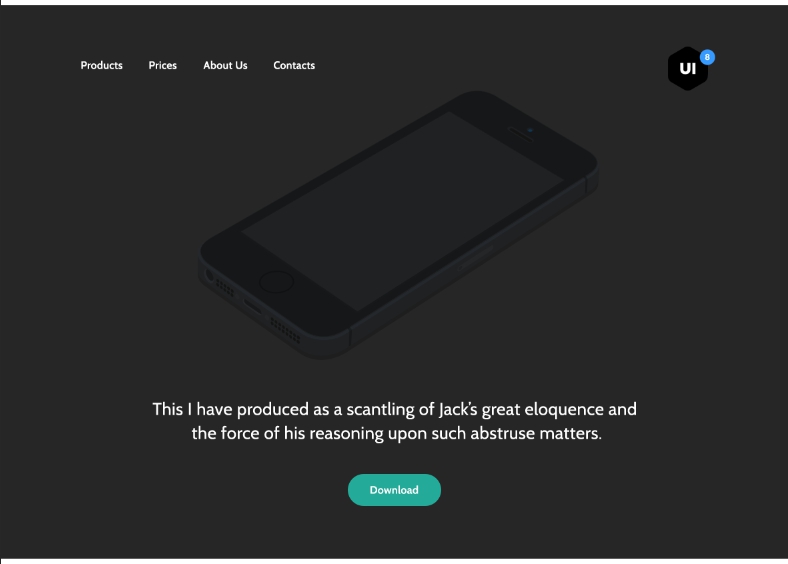 Products Prices About Us Contacts
UI
8
This I have produced as a scantling of Jack's great eloquence and
the force of his reasoning upon such abstruse matters.
Download